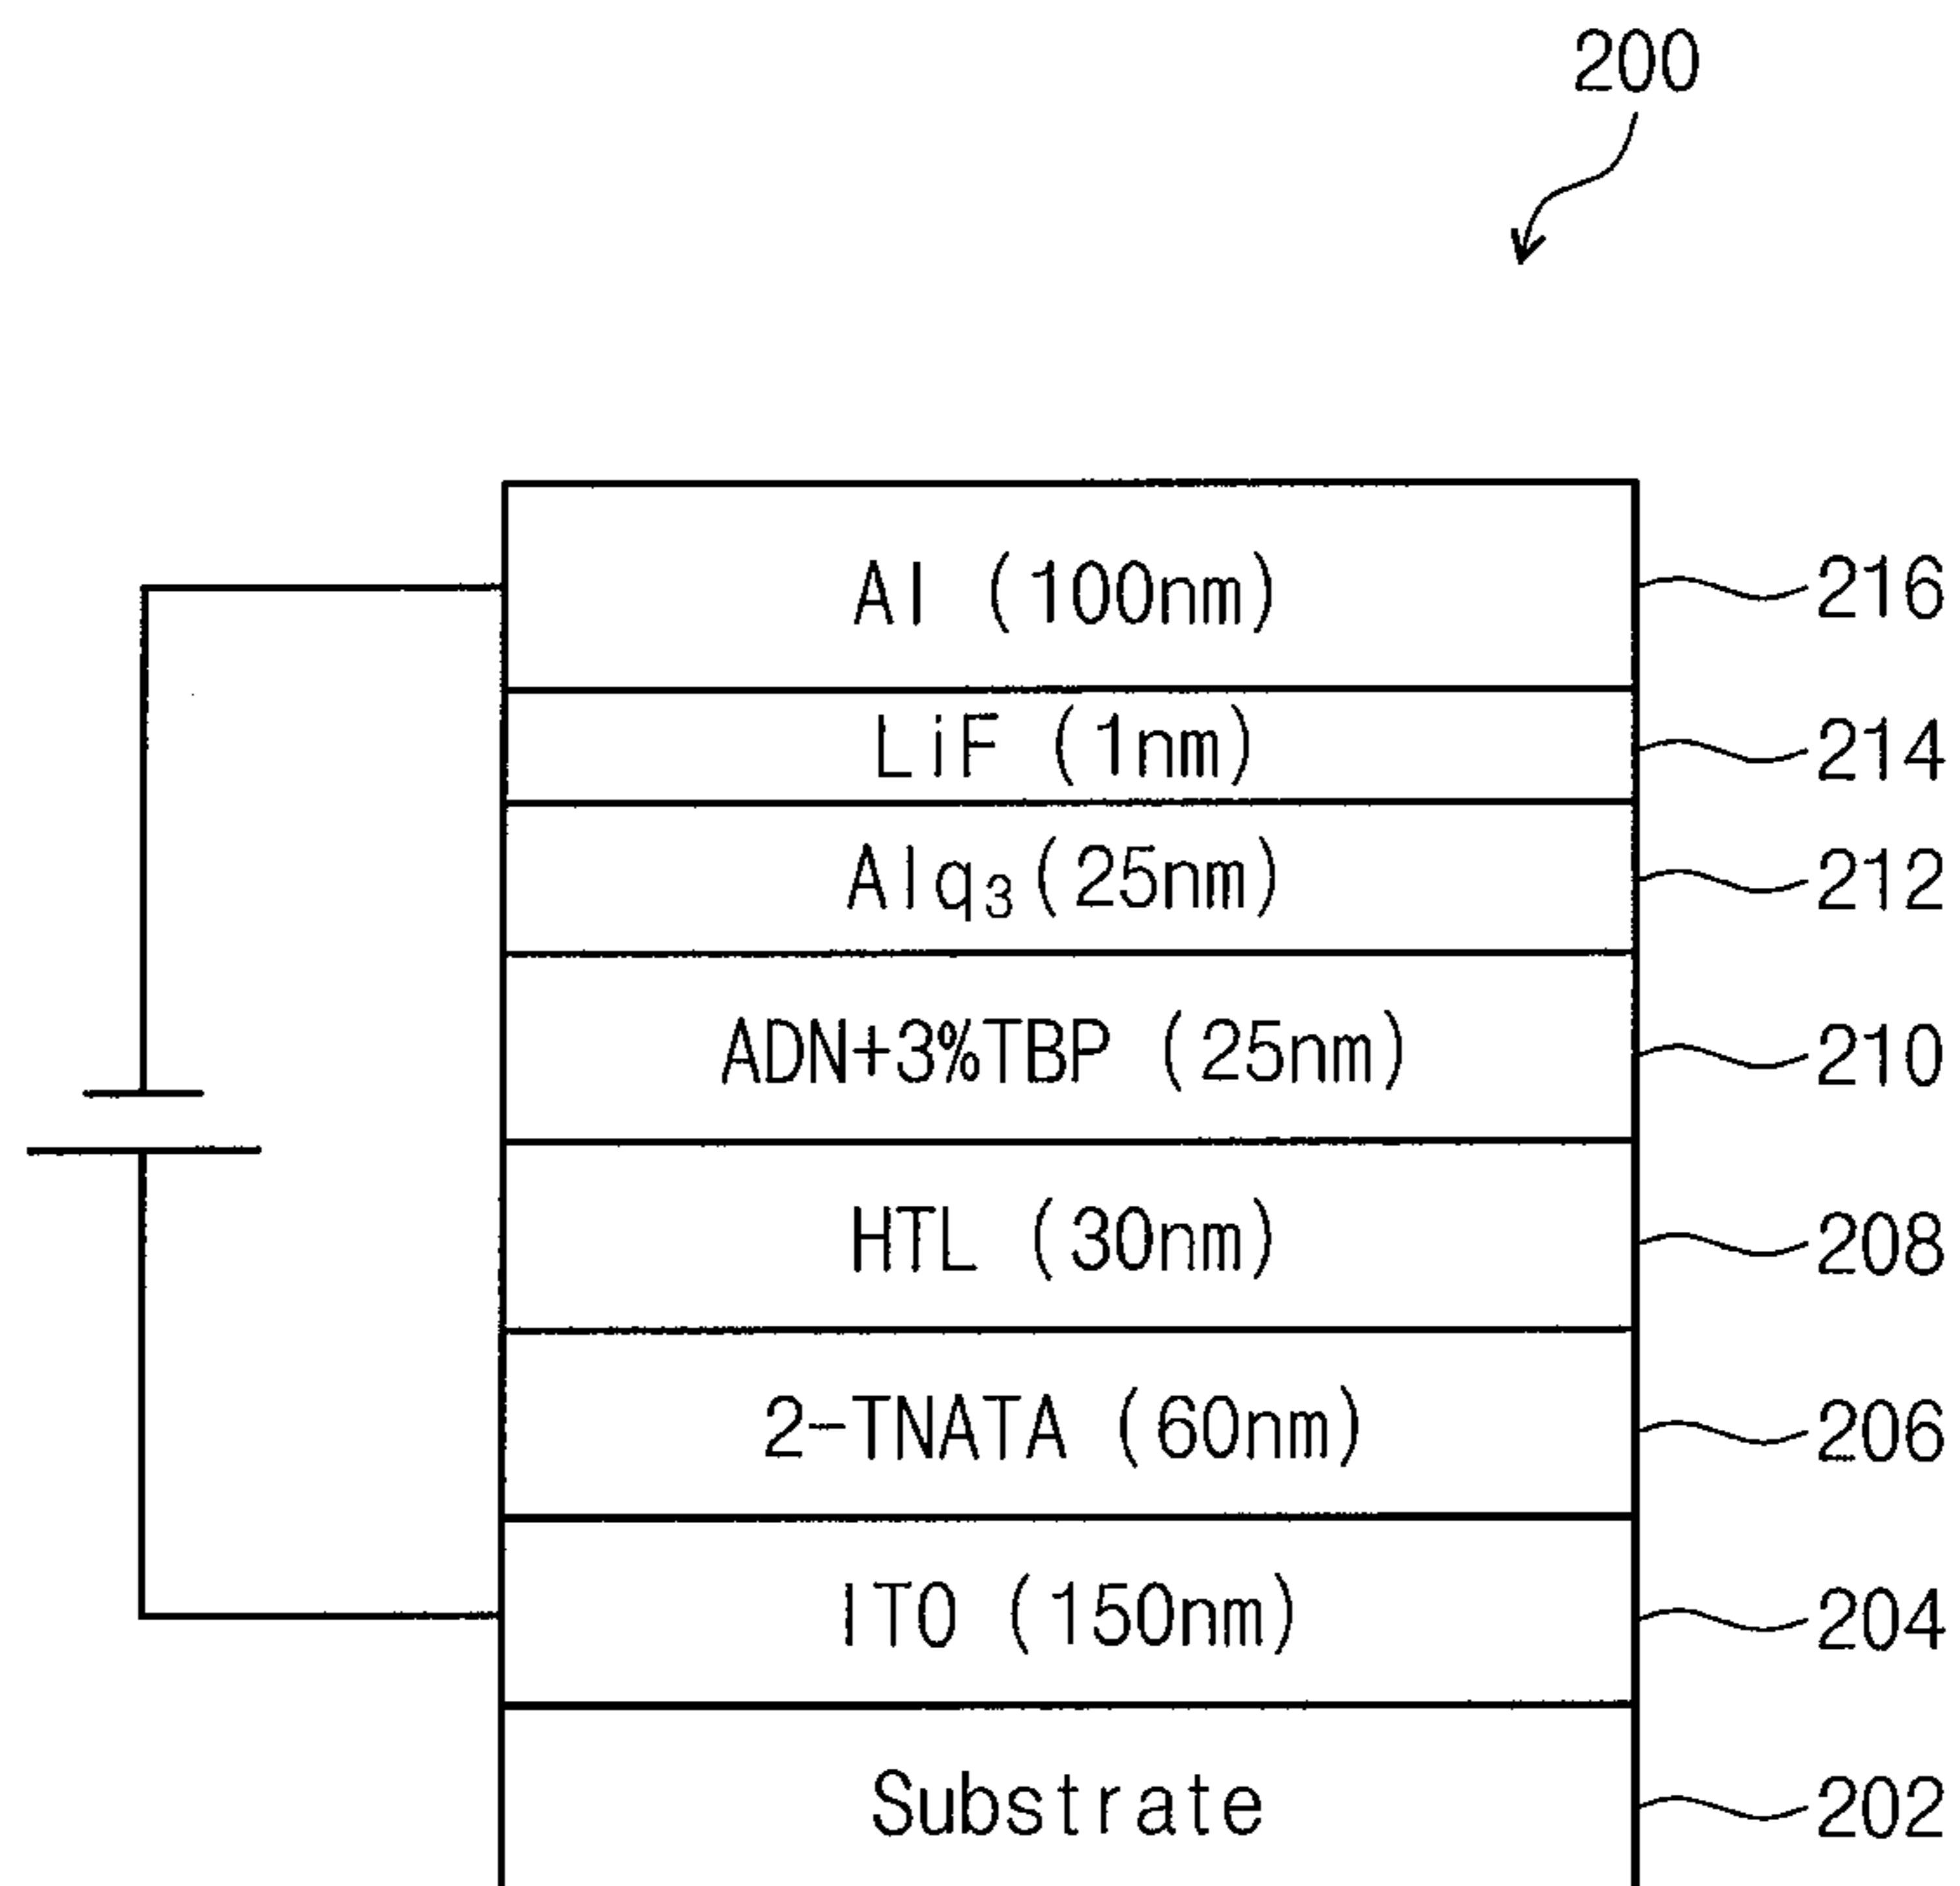 200
Al (100nm) 216
LiF (1nm) 214
Alq₃(25nm) 212
ADN+3%TBP (25nm) 210
HTL (30nm) 208
2-TNATA (60nm) 206
ITO (150nm) 204
Substrate 202